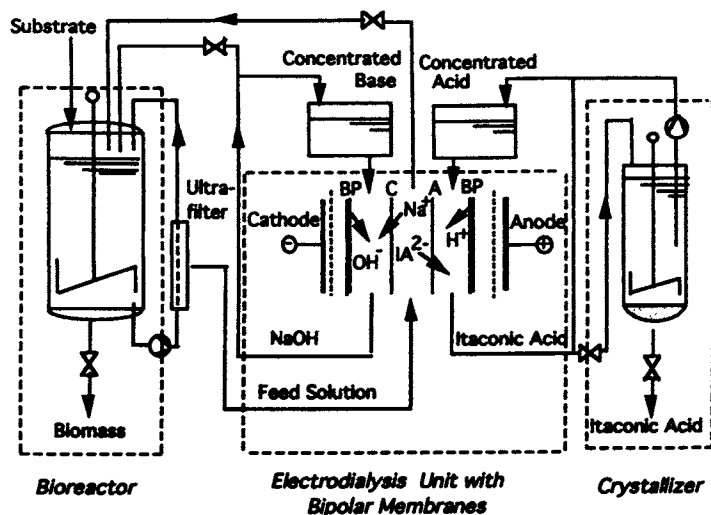 Substrate
Concentrated
Base
Concentrated
Acid
Ultra-
filter
BP C A BP
Cathode
Na+
Anode
OH-
IA2-
H+
NaOH
Itaconic Acid
Feed Solution
Biomass
Itaconic Acid
Bioreactor
Electrodialysis Unit with
Bipolar Membranes
Crystallizer